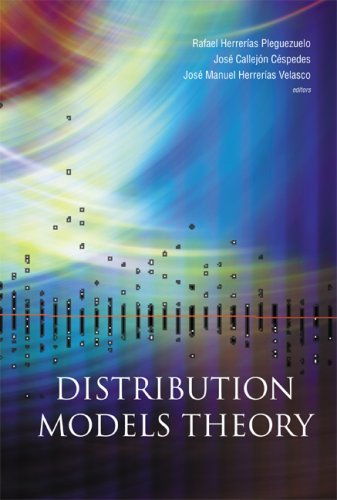 Rafael Herrerías Pleguezuelo
José Callejón Céspedes
José Manuel Herrerías Velasco
editors
DISTRIBUTION
MODELS THEORY